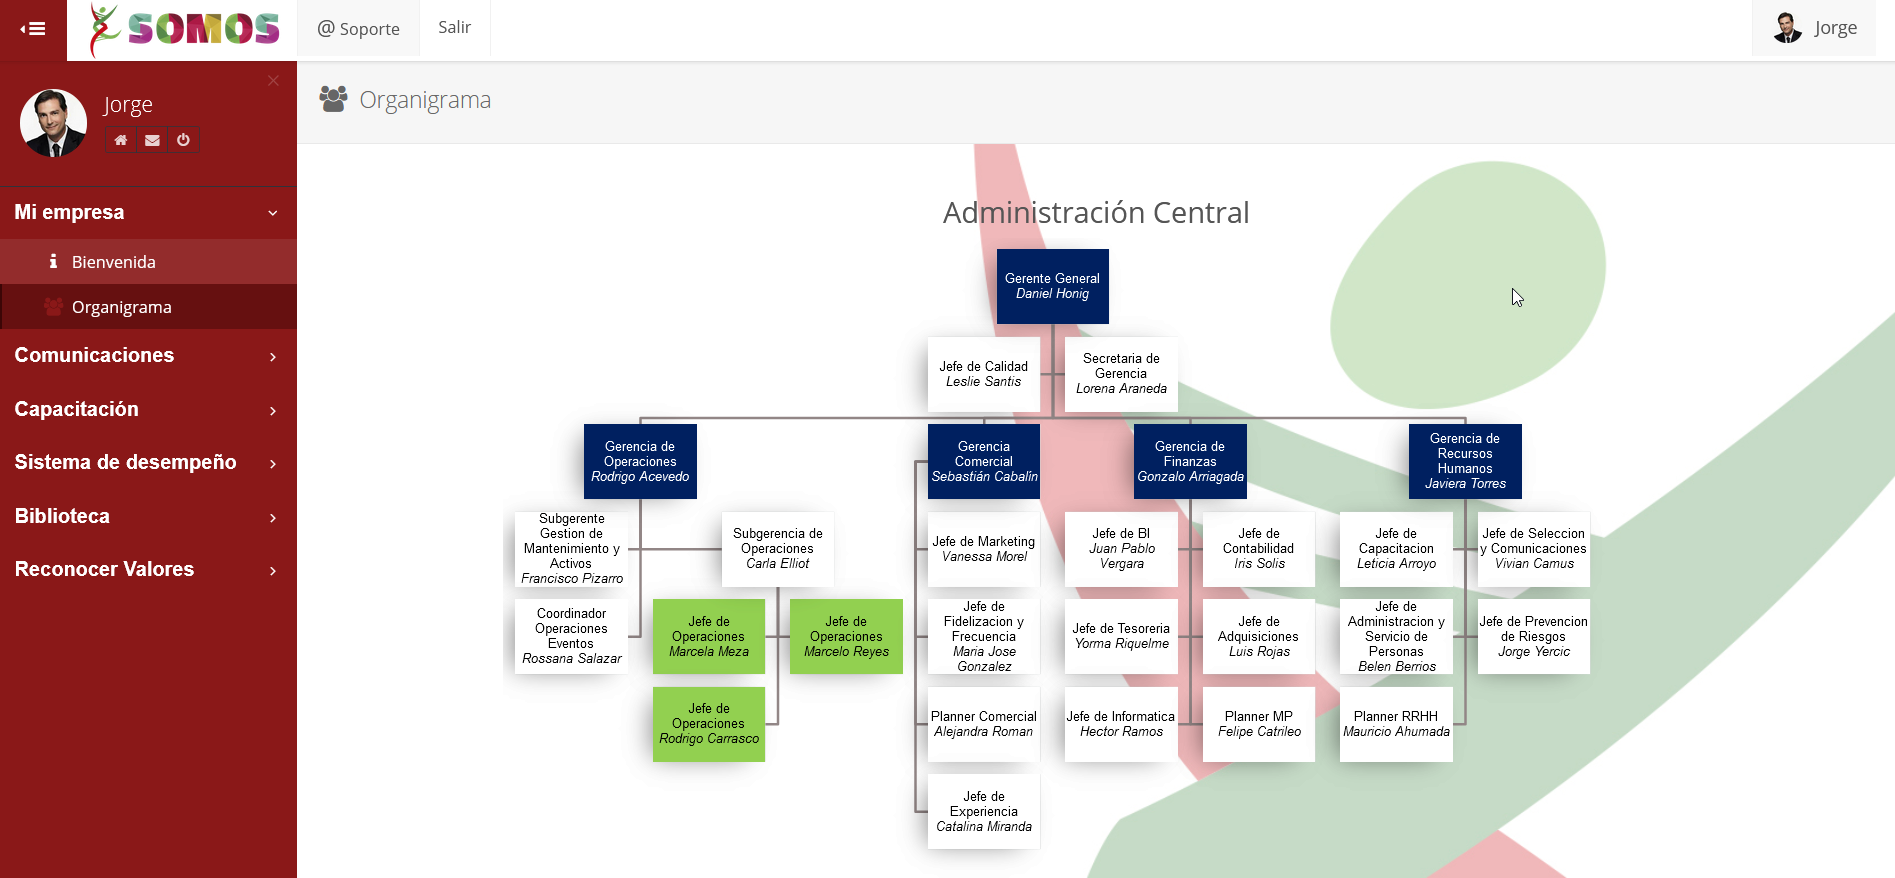 SOMOS
@ Soporte
Salir
Jorge
Jorge
Mi empresa
Bienvenida
Organigrama
Comunicaciones
Capacitación
Sistema de desempeño
Biblioteca
Reconocer Valores
Organigrama
Administración Central
Gerente General
Daniel Honig
Jefe de Calidad
Leslie Santis
Secretaria de
Gerencia
Lorena Araneda
Gerencia de
Operaciones
Rodrigo Acevedo
Gerencia
Comercial
Sebastián Cabalín
Gerencia de
Finanzas
Gonzalo Arriagada
Gerencia de
Recursos
Humanos
Javiera Torres
Subgerente
Gestion de
Mantenimiento y
Activos
Francisco Pizarro
Subgerencia de
Operaciones
Carla Elliot
Jefe de Marketing
Vanessa Morel
Jefe de BI
Juan Pablo
Vergara
Jefe de
Contabilidad
Iris Solis
Jefe de
Capacitacion
Leticia Arroyo
Jefe de Seleccion
y Comunicaciones
Vivian Camus
Coordinador
Operaciones
Eventos
Rossana Salazar
Jefe de
Operaciones
Marcela Meza
Jefe de
Operaciones
Marcelo Reyes
Jefe de
Fidelizacion y
Frecuencia
Maria Jose
Gonzalez
Jefe de Tesoreria
Yorma Riquelme
Jefe de
Adquisiciones
Luis Rojas
Jefe de
Administracion y
Servicio de
Personas
Belen Berrios
Jefe de Prevencion
de Riesgos
Jorge Yercic
Jefe de
Operaciones
Rodrigo Carrasco
Planner Comercial
Alejandra Roman
Jefe de Informatica
Hector Ramos
Planner MP
Felipe Catrileo
Planner RRHH
Mauricio Ahumada
Jefe de
Experiencia
Catalina Miranda